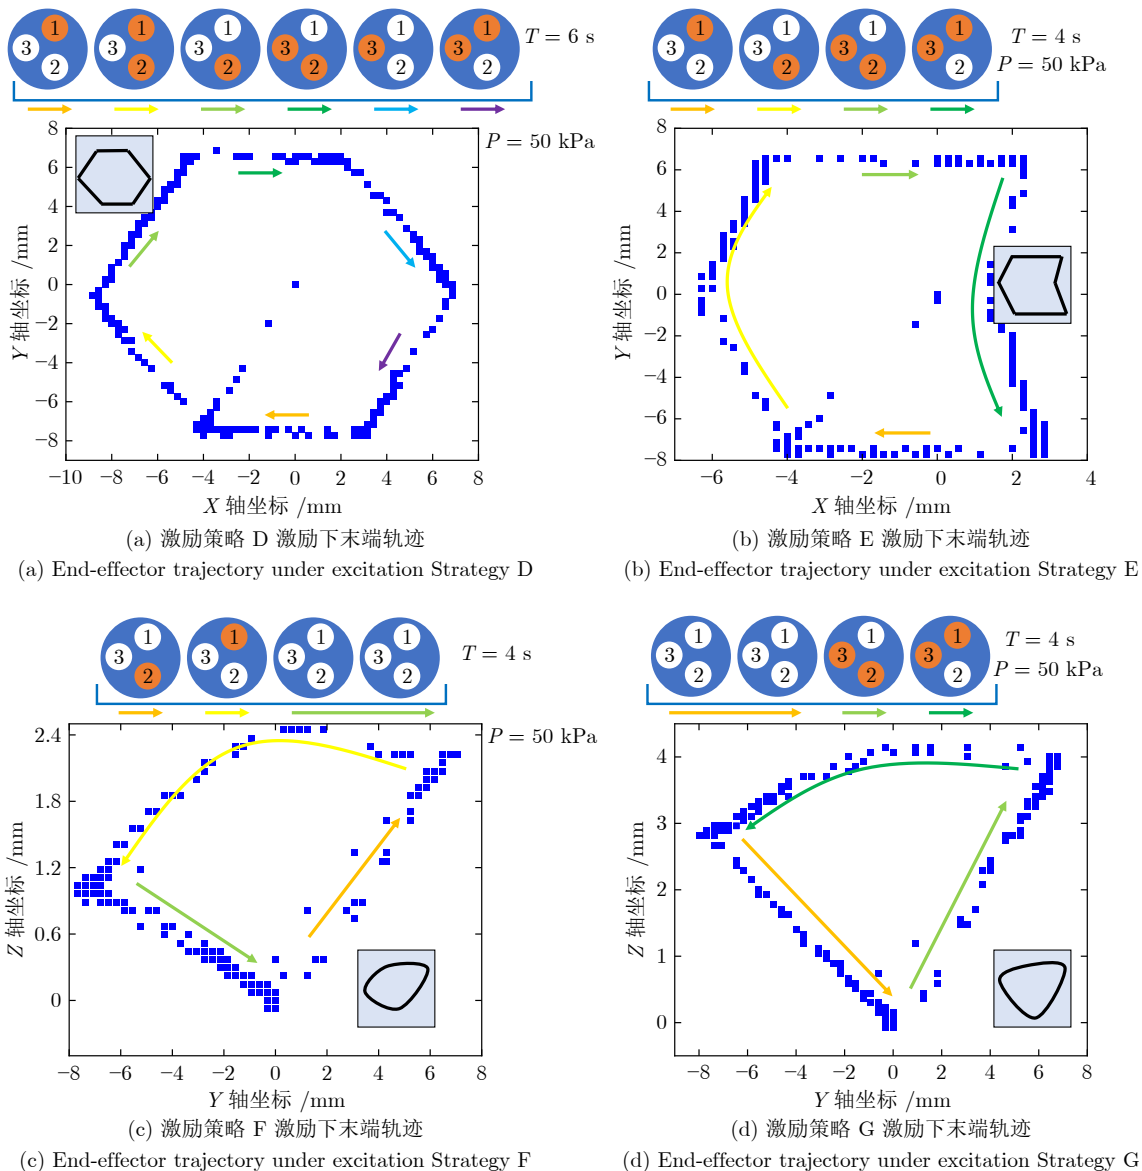 1 1 1 1 1 1
3 3 3 3 3 3
2 2 2 2 2 2
T = 6 s
P = 50 kPa
8
6
4
2
0
−2
−4
−6
−8
Y 轴坐标 /mm
−10 −8 −6 −4 −2 0 2 4 6 8
X 轴坐标 /mm
(a) 激励策略 D 激励下末端轨迹
(a) End-effector trajectory under excitation Strategy D
1 1 1 1
3 3 3 3
2 2 2 2
T = 4 s
P = 50 kPa
8
6
4
2
0
−2
−4
−6
−8
Y 轴坐标 /mm
−6 −4 −2 0 2 4
X 轴坐标 /mm
(b) 激励策略 E 激励下末端轨迹
(b) End-effector trajectory under excitation Strategy E
1 1 1 1
3 3 3 3
2 2 2 2
T = 4 s
P = 50 kPa
2.4
1.8
1.2
0.6
0
Z 轴坐标 /mm
−8 −6 −4 −2 0 2 4 6 8
Y 轴坐标 /mm
(c) 激励策略 F 激励下末端轨迹
(c) End-effector trajectory under excitation Strategy F
1 1 1 1
3 3 3 3
2 2 2 2
T = 4 s
P = 50 kPa
4
3
2
1
0
Z 轴坐标 /mm
−8 −6 −4 −2 0 2 4 6 8
Y 轴坐标 /mm
(d) 激励策略 G 激励下末端轨迹
(d) End-effector trajectory under excitation Strategy G